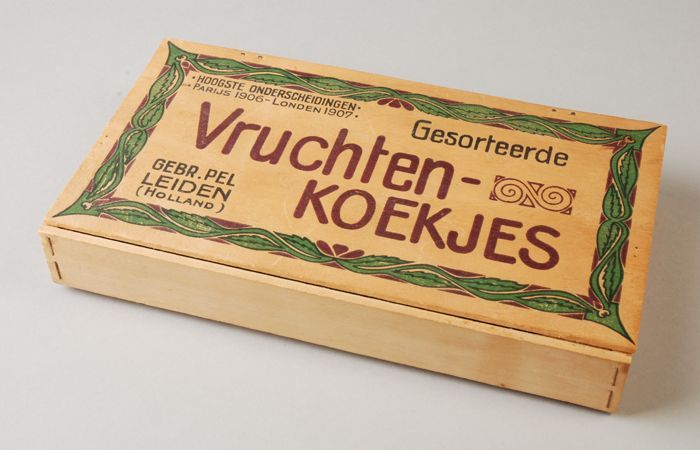 · HOOGSTE ONDERSCHEIDINGEN ·
PARIJS 1906 - LONDEN 1907 ·
Gesorteerde
Vruchten-
KOEKJES
GEBR. PEL
LEIDEN
(HOLLAND)